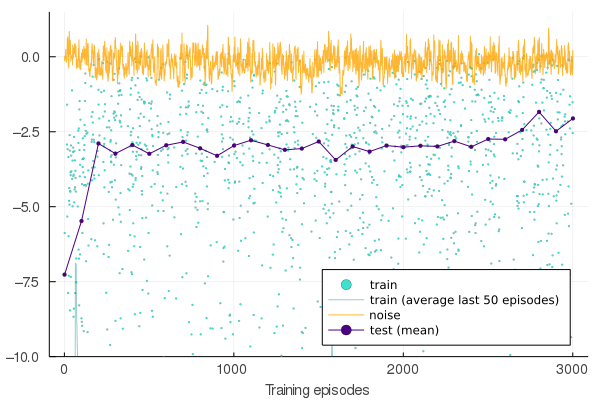 0.0
−2.5
−5.0
−7.5
−10.0
train
train (average last 50 episodes)
noise
test (mean)
0
1000
2000
3000
Training episodes